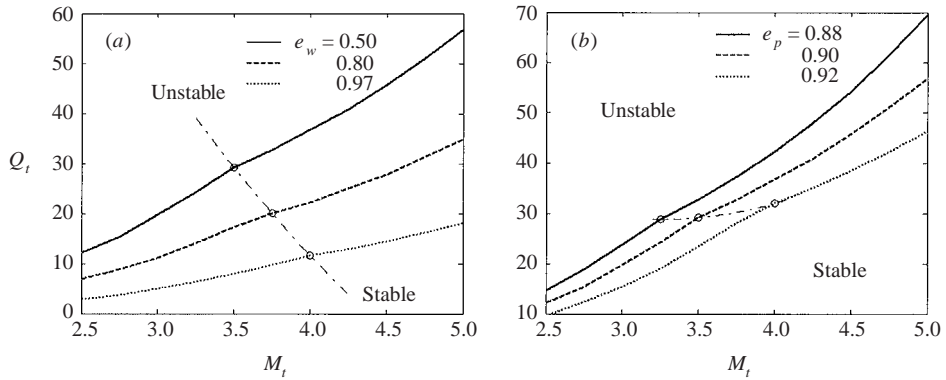 (a)
e_w = 0.50
0.80
0.97
Unstable
Stable
Q_t
60
50
40
30
20
10
0
2.5 3.0 3.5 4.0 4.5 5.0
M_t
(b)
e_p = 0.88
0.90
0.92
Unstable
Stable
70
60
50
40
30
20
10
2.5 3.0 3.5 4.0 4.5 5.0
M_t